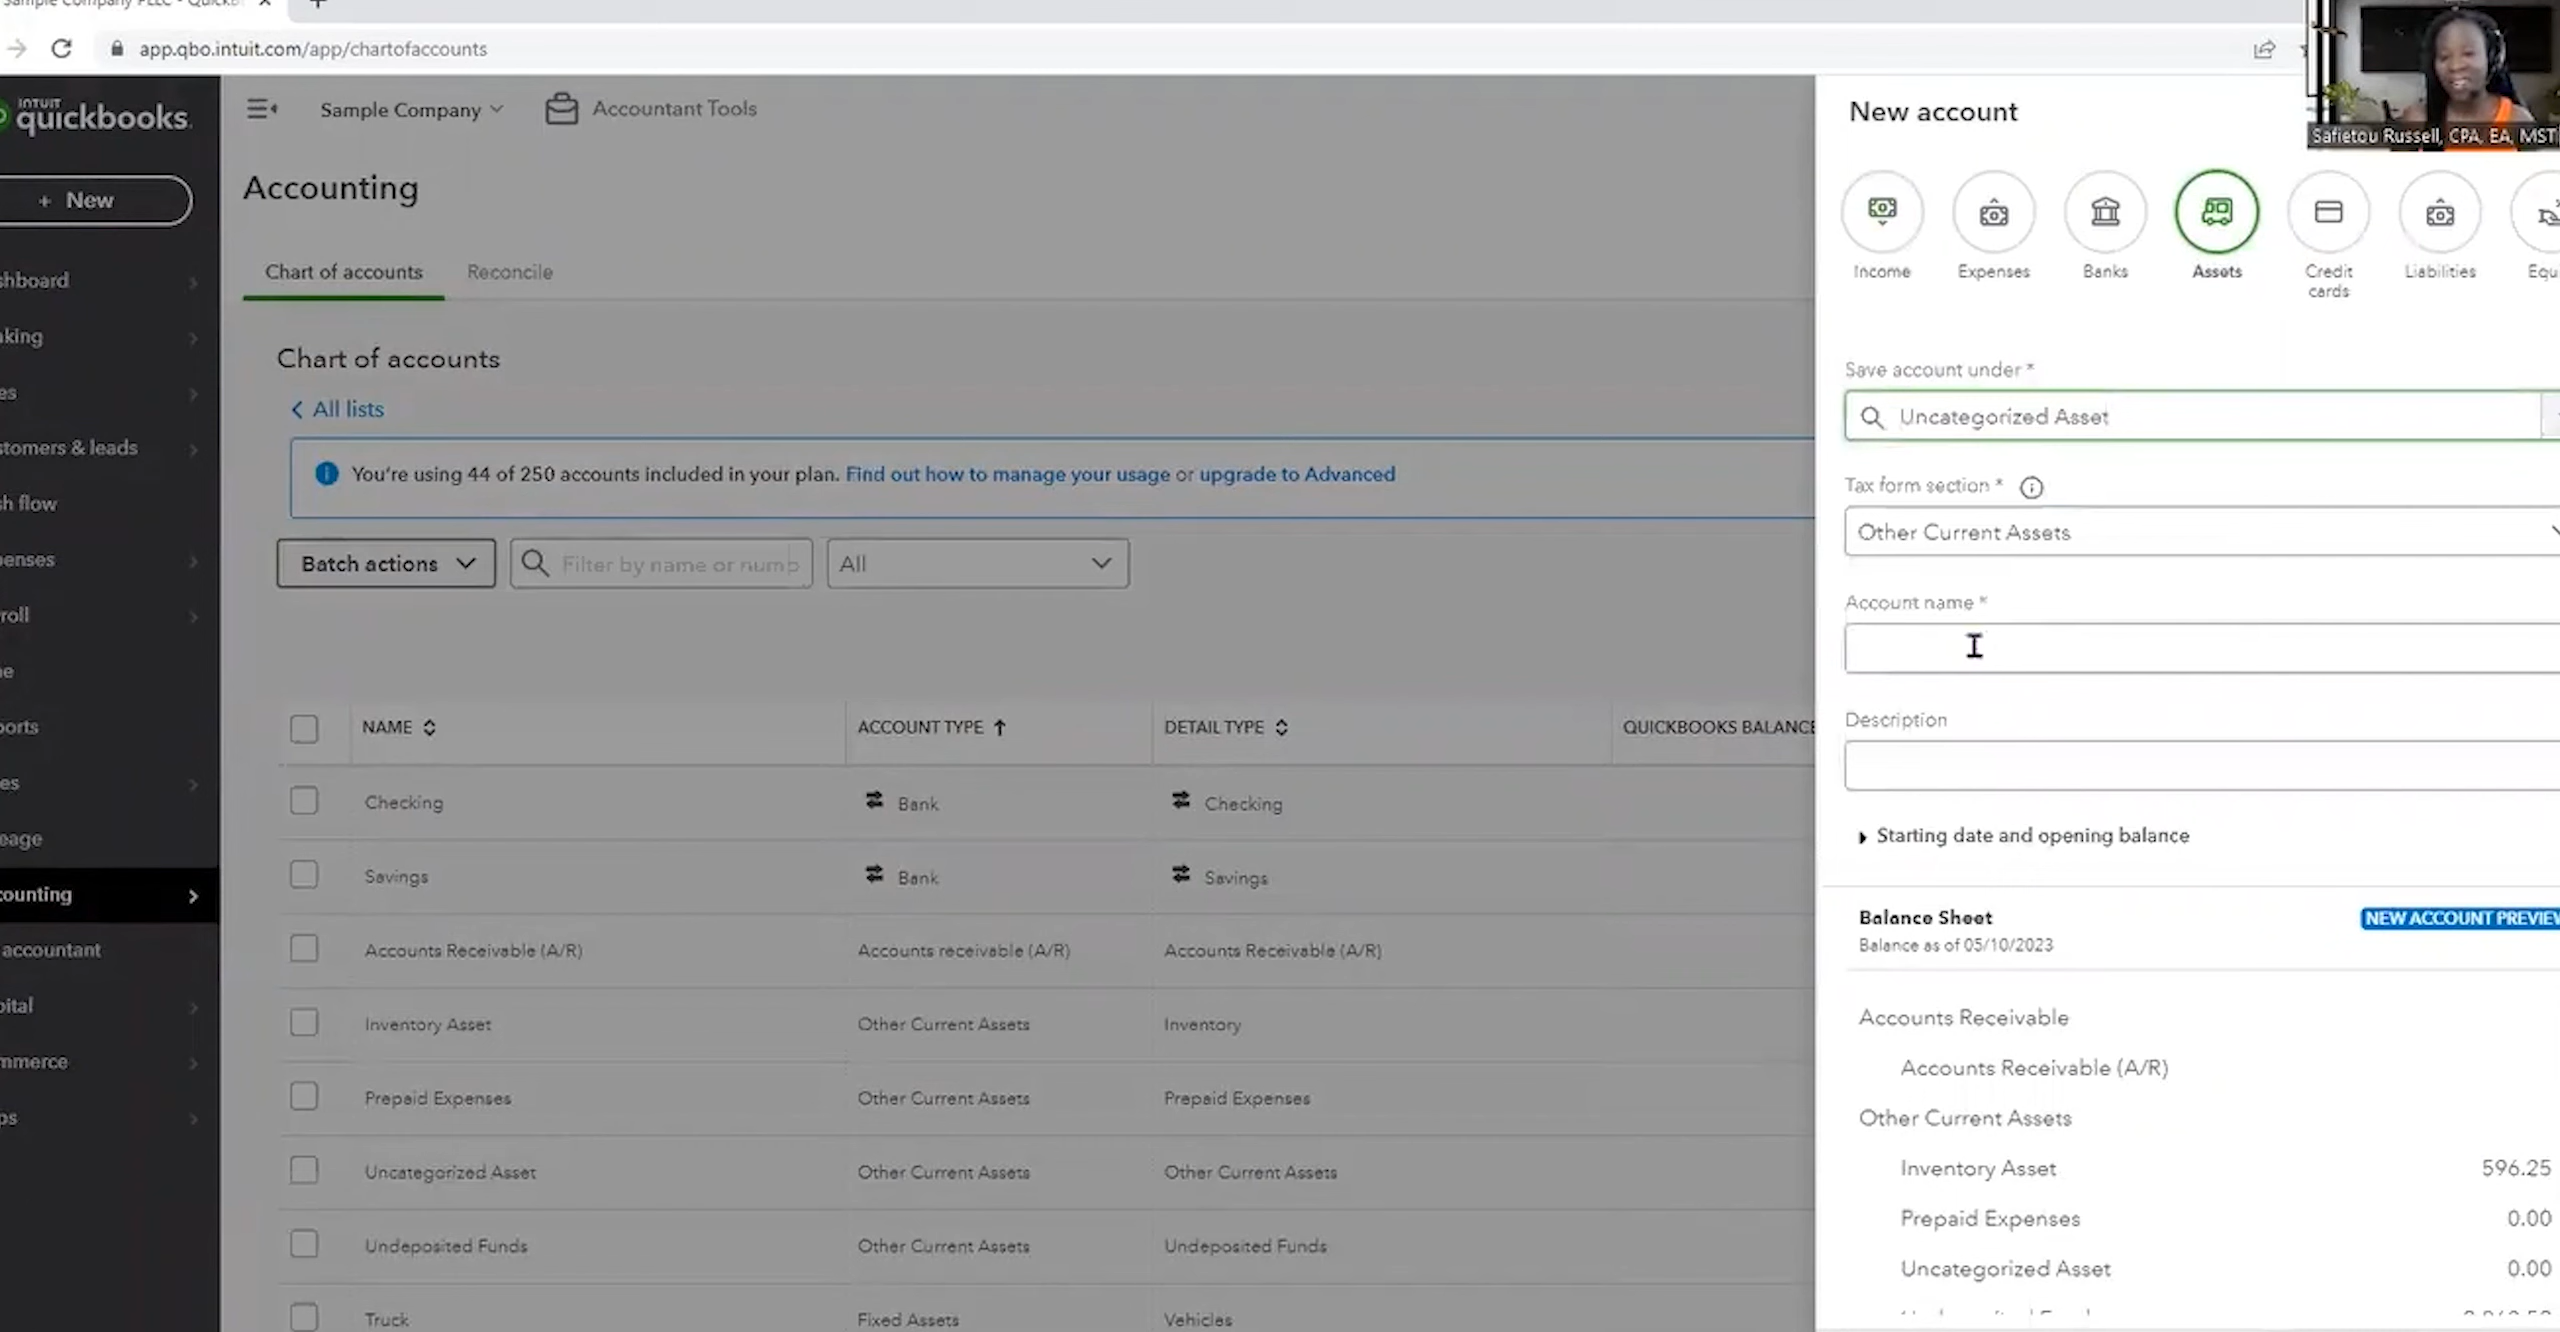 app.qbo.intuit.com/app/chartofaccounts
Safietou Russell, CPA, EA, MST
INTUIT
quickbooks.
+ New
shboard
king
es
stomers & leads
h flow
enses
roll
e
orts
es
eage
counting
accountant
ital
mmerce
ps
Sample Company
Accountant Tools
Accounting
Chart of accounts
Reconcile
Chart of accounts
All lists
You're using 44 of 250 accounts included in your plan. Find out how to manage your usage or upgrade to Advanced
Batch actions
Filter by name or numb
All
NAME ACCOUNT TYPE DETAIL TYPE QUICKBOOKS BALANCE
Checking Bank Checking
Savings Bank Savings
Accounts Receivable (A/R) Accounts receivable (A/R) Accounts Receivable (A/R)
Inventory Asset Other Current Assets Inventory
Prepaid Expenses Other Current Assets Prepaid Expenses
Uncategorized Asset Other Current Assets Other Current Assets
Undeposited Funds Other Current Assets Undeposited Funds
Truck Fixed Assets Vehicles
New account
Income
Expenses
Banks
Assets
Credit
cards
Liabilities
Equi
Save account under *
Uncategorized Asset
Tax form section *
Other Current Assets
Account name *
Description
Starting date and opening balance
Balance Sheet
NEW ACCOUNT PREVIEW
Balance as of 05/10/2023
Accounts Receivable
Accounts Receivable (A/R)
Other Current Assets
Inventory Asset 596.25
Prepaid Expenses 0.00
Uncategorized Asset 0.00